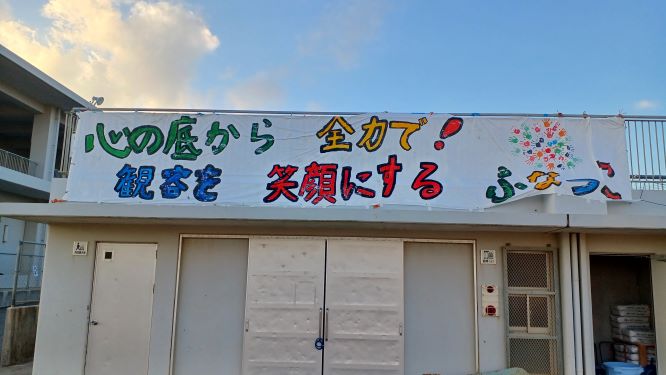 心の底から 全力で!
観客を 笑顔にする ふなっこ